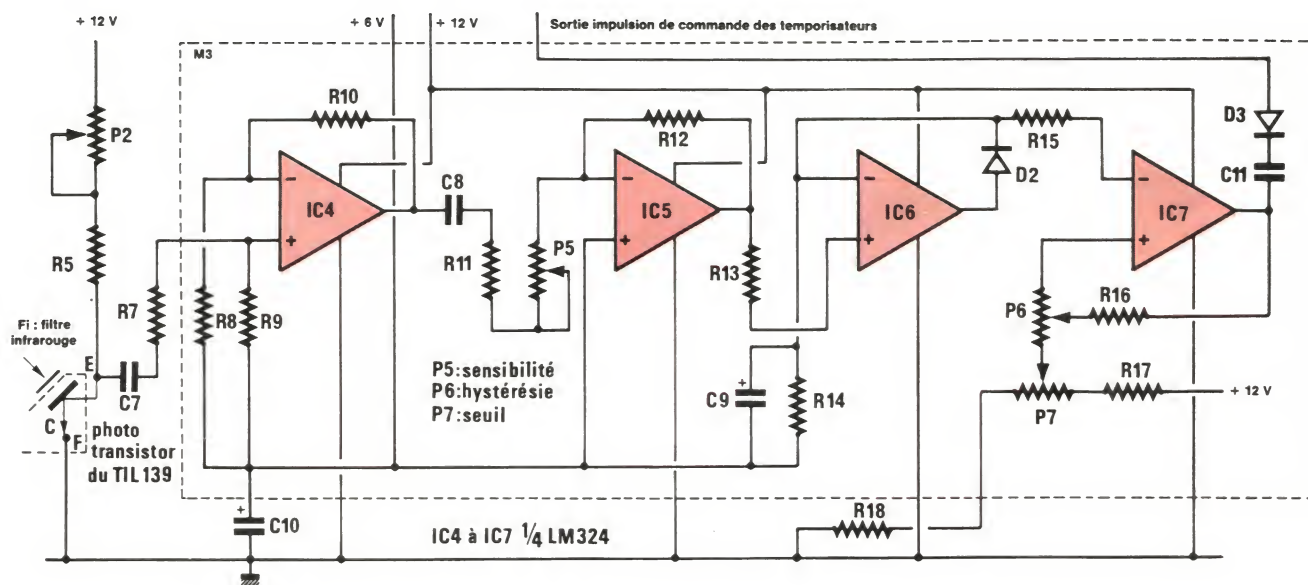 + 12 V
+ 6 V
+ 12 V
Sortie impulsion de commande des temporisateurs
M3
P2
R10
R12
R15
D3
D2
C11
IC4
C8
IC5
IC6
IC7
R5
R11
P5
R13
R7
R8
R9
P6
R16
Fi : filtre
infrarouge
E
C7
P5:sensibilité
P6:hystérésie
P7:seuil
C9
R14
R17
+ 12 V
P7
C
F
photo
transistor
du TIL139
+
C10
IC4 à IC7 ¼ LM324
R18